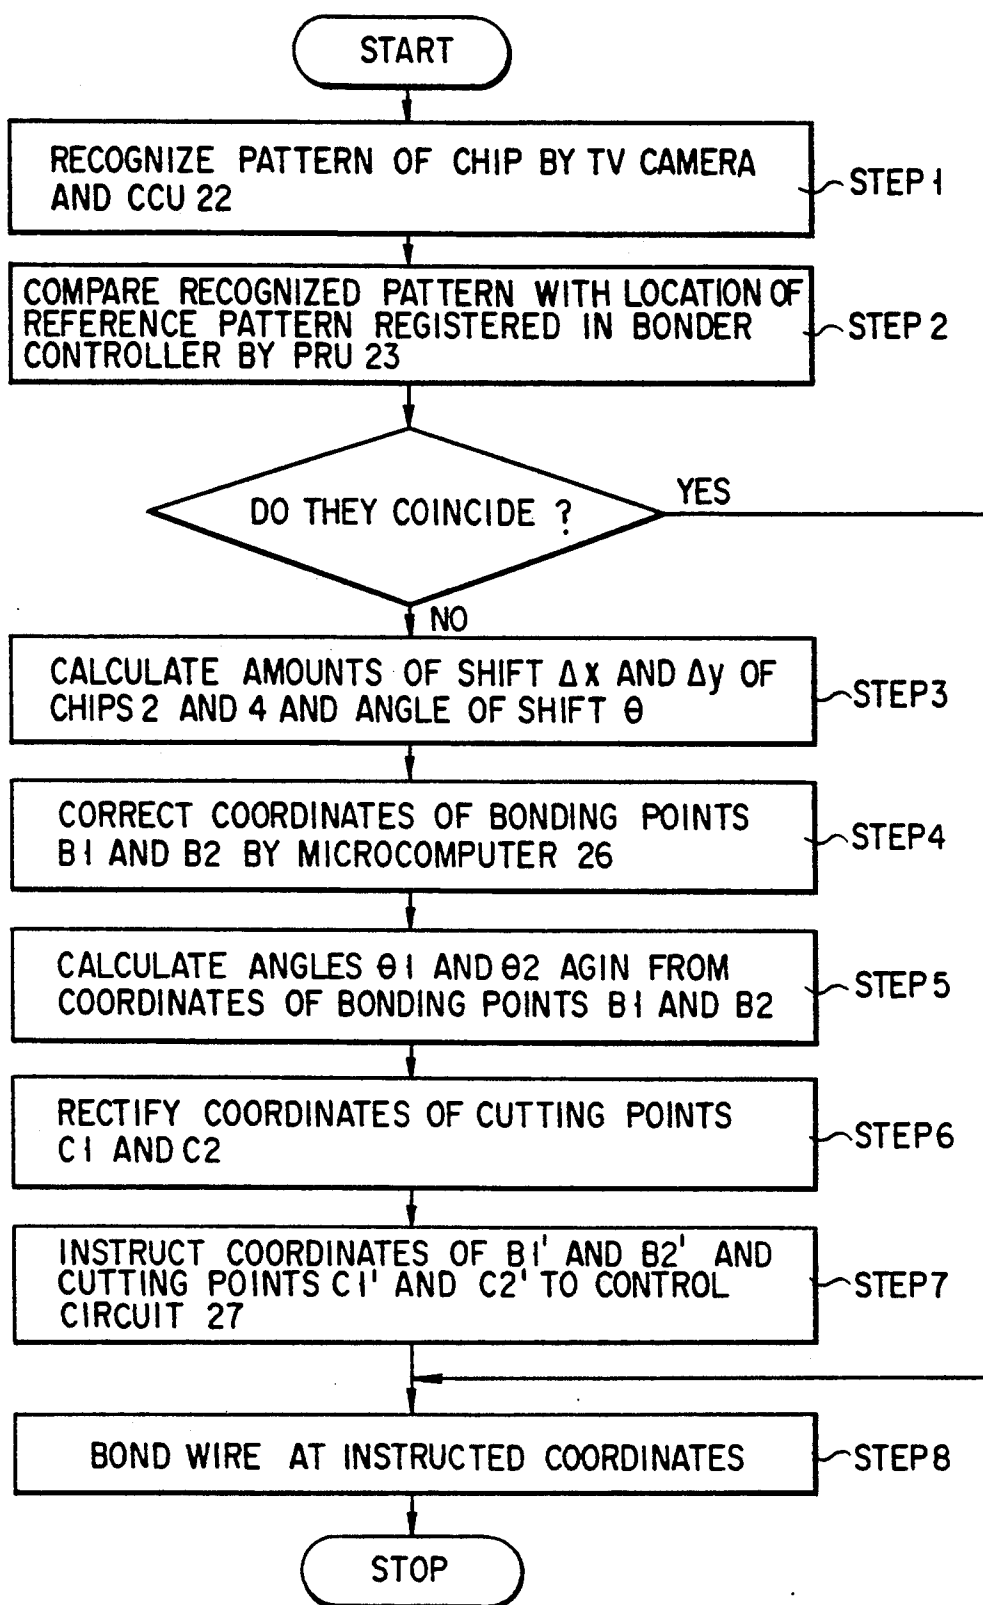 START
RECOGNIZE PATTERN OF CHIP BY TV CAMERA
AND CCU 22
STEP 1
COMPARE RECOGNIZED PATTERN WITH LOCATION OF
REFERENCE PATTERN REGISTERED IN BONDER
CONTROLLER BY PRU 23
STEP 2
DO THEY COINCIDE ?
YES
NO
CALCULATE AMOUNTS OF SHIFT Δx AND Δy OF
CHIPS 2 AND 4 AND ANGLE OF SHIFT θ
STEP3
CORRECT COORDINATES OF BONDING POINTS
B1 AND B2 BY MICROCOMPUTER 26
STEP4
CALCULATE ANGLES θ1 AND θ2 AGIN FROM
COORDINATES OF BONDING POINTS B1 AND B2
STEP5
RECTIFY COORDINATES OF CUTTING POINTS
C1 AND C2
STEP6
INSTRUCT COORDINATES OF B1' AND B2' AND
CUTTING POINTS C1' AND C2' TO CONTROL
CIRCUIT 27
STEP7
BOND WIRE AT INSTRUCTED COORDINATES
STEP8
STOP